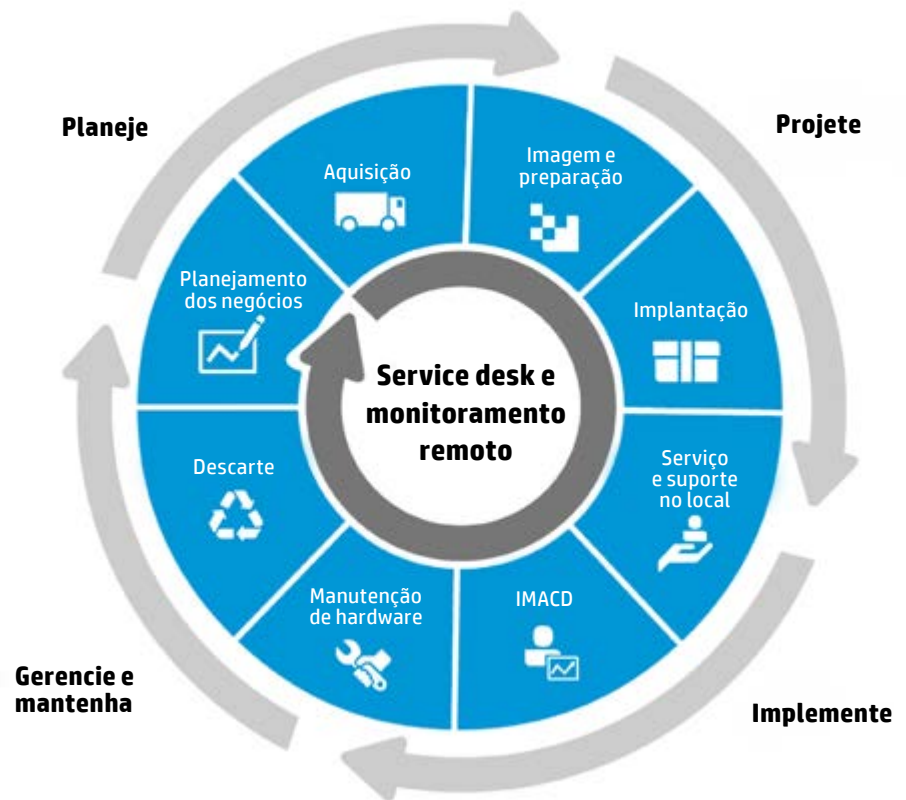 Planeje
Projete
Aquisição
Imagem e
preparação
Planejamento
dos negócios
Implantação
Service desk e
monitoramento
remoto
Descarte
Serviço
e suporte
no local
Manutenção
de hardware
IMACD
Gerencie e
mantenha
Implemente